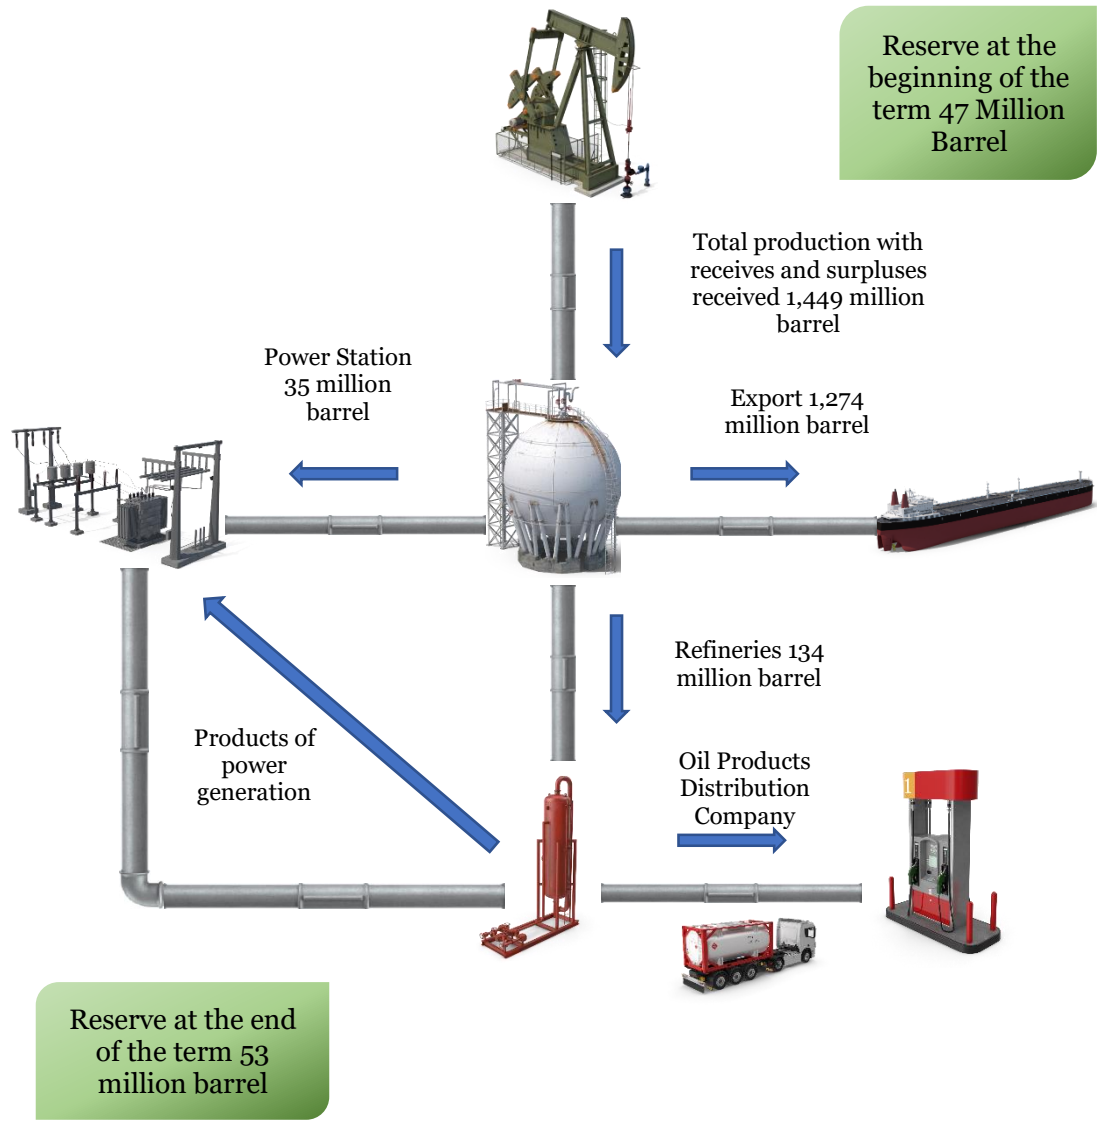 Reserve at the
beginning of the
term 47 Million
Barrel
Total production with
receives and surpluses
received 1,449 million
barrel
Power Station
35 million
barrel
Export 1,274
million barrel
Refineries 134
million barrel
Products of
power
generation
Oil Products
Distribution
Company
1
Reserve at the end
of the term 53
million barrel